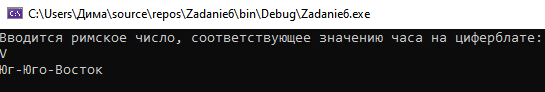 C:\Users\Дима\source\repos\Zadanie6\bin\Debug\Zadanie6.exe
Вводится римское число, соответствующее значению часа на циферблате:
V
Юг-Юго-Восток